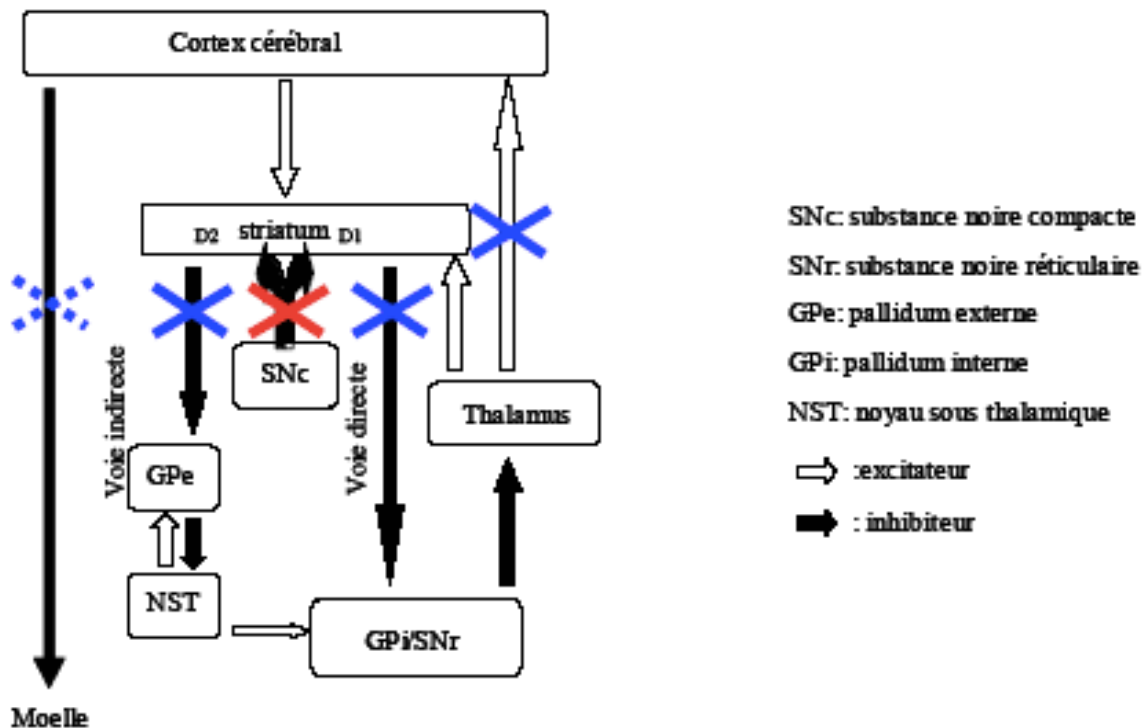 Cortex cérébral
D2 striatum D1
SNc
Thalamus
Voie indirecte
Voie directe
GPe
NST
GPi/SNr
Moelle
SNc: substance noire compacte
SNr: substance noire réticulaire
GPe: pallidum externe
GPi: pallidum interne
NST: noyau sous thalamique
:excitateur
: inhibiteur